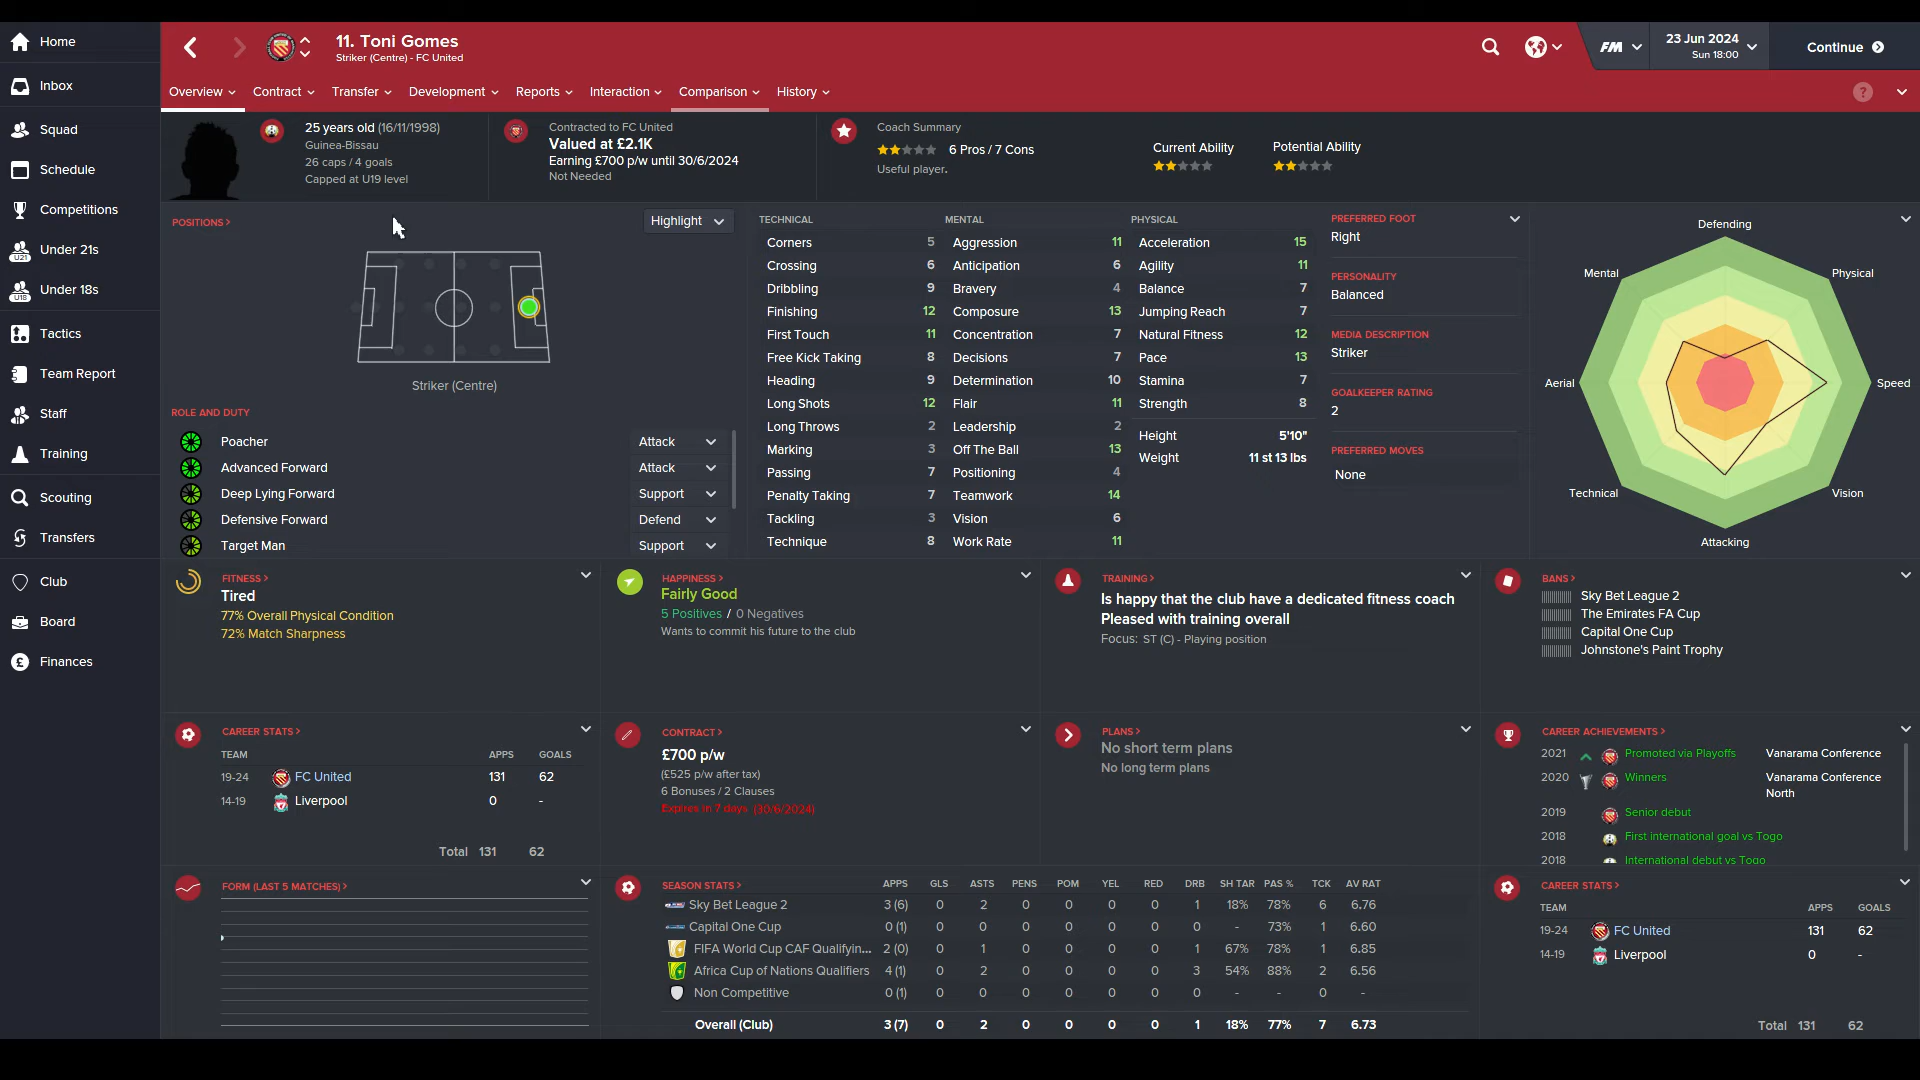 Home
Inbox
Squad
Schedule
Competitions
Under 21s
U21
Under 18s
U18
Tactics
Team Report
Staff
Training
Scouting
Transfers
Club
Board
Finances
11. Toni Gomes
Striker (Centre) - FC United
FM
23 Jun 2024
Sun 18:00
Continue
Overview Contract Transfer Development Reports Interaction Comparison History
?
25 years old (16/11/1998)
Guinea-Bissau
26 caps / 4 goals
Capped at U19 level
Contracted to FC United
Valued at £2.1K
Earning £700 p/w until 30/6/2024
Not Needed
Coach Summary
6 Pros / 7 Cons
Useful player.
Current Ability
Potential Ability
POSITIONS >
Highlight
Striker (Centre)
ROLE AND DUTY
Poacher Attack
Advanced Forward Attack
Deep Lying Forward Support
Defensive Forward Defend
Target Man Support
TECHNICAL
Corners 5
Crossing 6
Dribbling 9
Finishing 12
First Touch 11
Free Kick Taking 8
Heading 9
Long Shots 12
Long Throws 2
Marking 3
Passing 7
Penalty Taking 7
Tackling 3
Technique 8
MENTAL
Aggression 11
Anticipation 6
Bravery 4
Composure 13
Concentration 7
Decisions 7
Determination 10
Flair 11
Leadership 2
Off The Ball 13
Positioning 4
Teamwork 14
Vision 6
Work Rate 11
PHYSICAL
Acceleration 15
Agility 11
Balance 7
Jumping Reach 7
Natural Fitness 12
Pace 13
Stamina 7
Strength 8
Height 5'10"
Weight 11 st 13 lbs
PREFERRED FOOT
Right
PERSONALITY
Balanced
MEDIA DESCRIPTION
Striker
GOALKEEPER RATING
2
PREFERRED MOVES
None
Defending
Mental Physical
Aerial Speed
Technical Vision
Attacking
FITNESS >
Tired
77% Overall Physical Condition
72% Match Sharpness
HAPPINESS >
Fairly Good
5 Positives / 0 Negatives
Wants to commit his future to the club
TRAINING >
Is happy that the club have a dedicated fitness coach
Pleased with training overall
Focus: ST (C) - Playing position
BANS >
Sky Bet League 2
The Emirates FA Cup
Capital One Cup
Johnstone's Paint Trophy
CAREER STATS >
TEAM APPS GOALS
19-24 FC United 131 62
14-19 Liverpool 0 -
Total 131 62
CONTRACT >
£700 p/w
(£525 p/w after tax)
6 Bonuses / 2 Clauses
Expires in 7 days (30/6/2024)
PLANS >
No short term plans
No long term plans
CAREER ACHIEVEMENTS >
2021 Promoted via Playoffs Vanarama Conference
2020 Winners Vanarama Conference
North
2019 Senior debut
2018 First international goal vs Togo
2018 International debut vs Togo
FORM (LAST 5 MATCHES) >
SEASON STATS > APPS GLS ASTS PENS POM YEL RED DRB SH TAR PAS % TCK AV RAT
Sky Bet League 2 3 (6) 0 2 0 0 0 0 1 18% 78% 6 6.76
Capital One Cup 0 (1) 0 0 0 0 0 0 0 - 73% 1 6.60
FIFA World Cup CAF Qualifyin... 2 (0) 0 1 0 0 0 0 1 67% 78% 1 6.85
Africa Cup of Nations Qualifiers 4 (1) 0 2 0 0 0 0 3 54% 88% 2 6.56
Non Competitive 0 (1) 0 0 0 0 0 0 0 - - 0 -
Overall (Club) 3 (7) 0 2 0 0 0 0 1 18% 77% 7 6.73
CAREER STATS >
TEAM APPS GOALS
19-24 FC United 131 62
14-19 Liverpool 0 -
Total 131 62